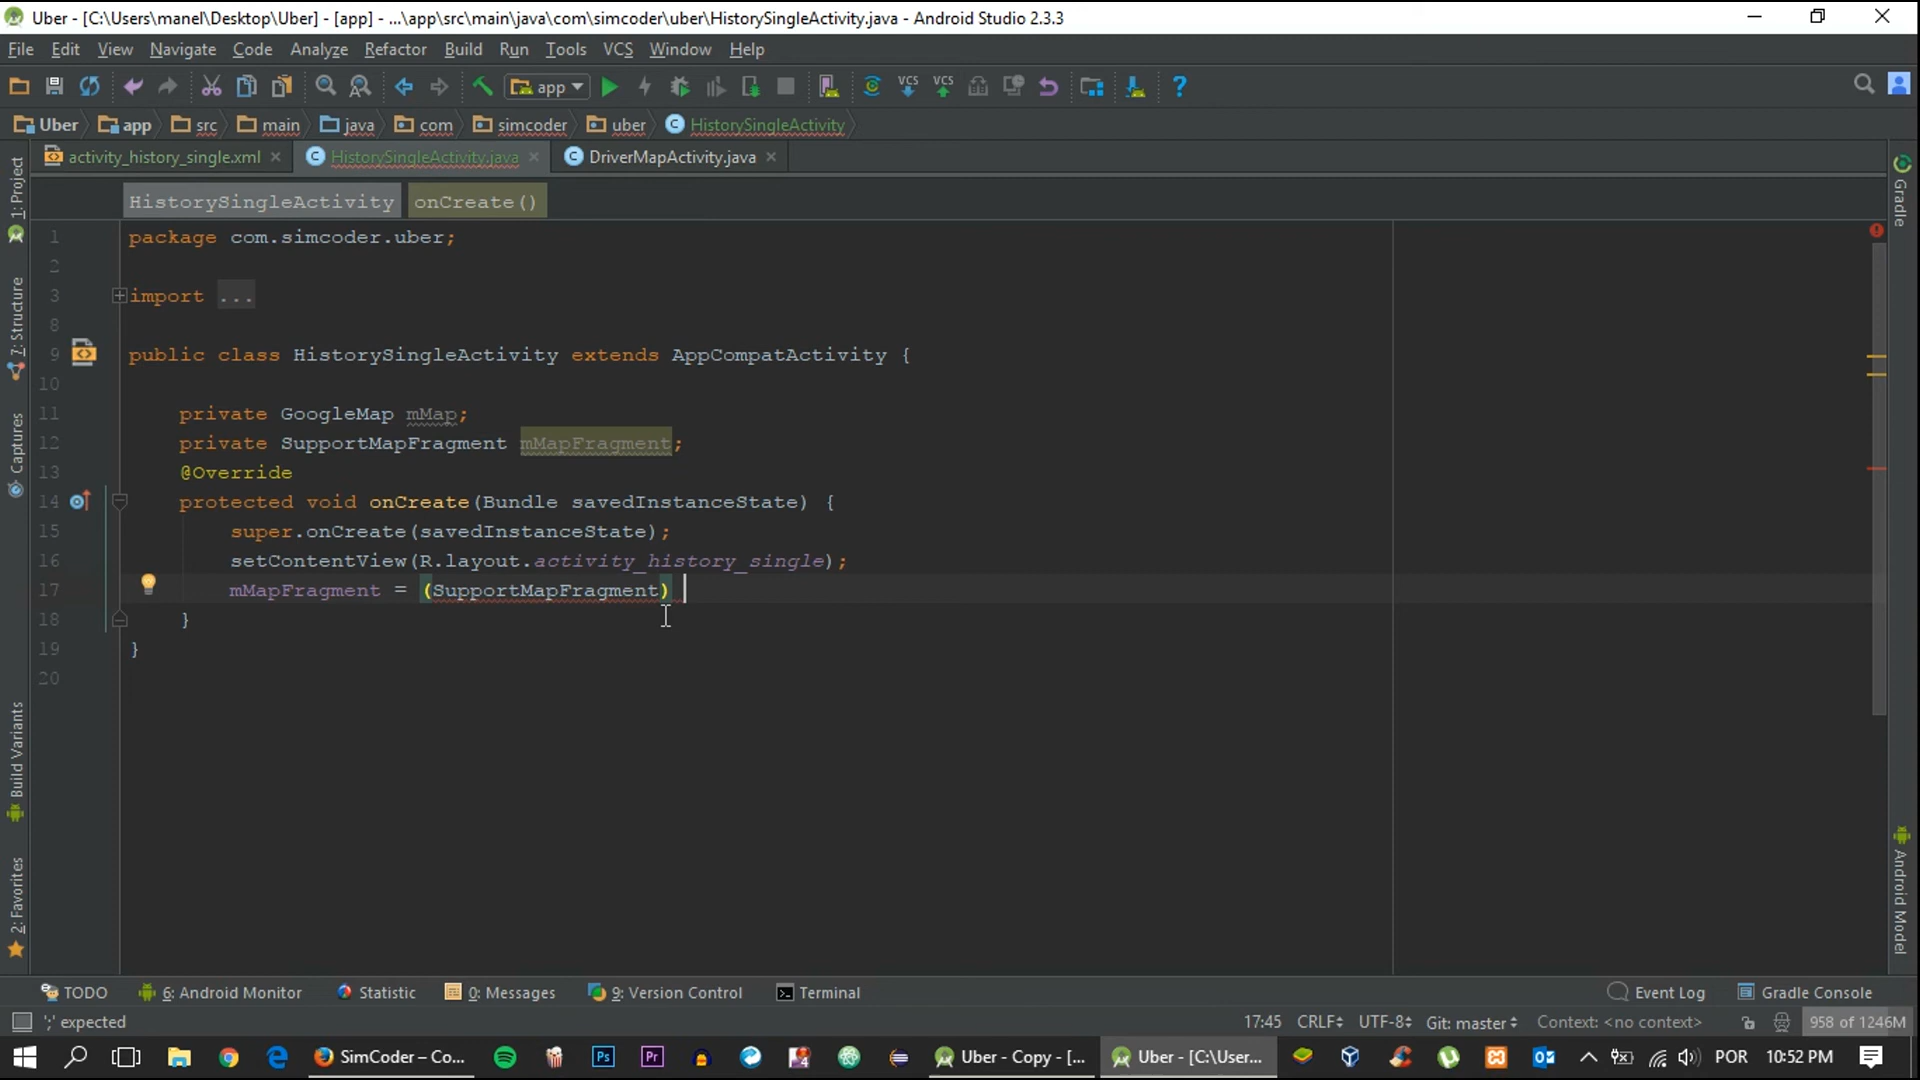 Uber - [C:\Users\manel\Desktop\Uber] - [app] - ...\app\src\main\java\com\simcoder\uber\HistorySingleActivity.java - Android Studio 2.3.3
File Edit View Navigate Code Analyze Refactor Build Run Tools VCS Window Help
app VCS VCS ?
Uber app src main java com simcoder uber HistorySingleActivity
activity_history_single.xml HistorySingleActivity.java DriverMapActivity.java
HistorySingleActivity onCreate()
1 package com.simcoder.uber;
2
3 import ...
8
9 public class HistorySingleActivity extends AppCompatActivity {
10
11 private GoogleMap mMap;
12 private SupportMapFragment mMapFragment;
13 @Override
14 protected void onCreate(Bundle savedInstanceState) {
15 super.onCreate(savedInstanceState);
16 setContentView(R.layout.activity_history_single);
17 mMapFragment = (SupportMapFragment)
18 }
19 }
20
1: Project
7: Structure
Captures
Build Variants
2: Favorites
Gradle
Android Model
TODO 6: Android Monitor Statistic 0: Messages 9: Version Control Terminal Event Log Gradle Console
';' expected 17:45 CRLF UTF-8 Git: master Context: <no context> 958 of 1246M
SimCoder – Co... Ps Pr Uber - Copy - [... Uber - [C:\User... POR 10:52 PM